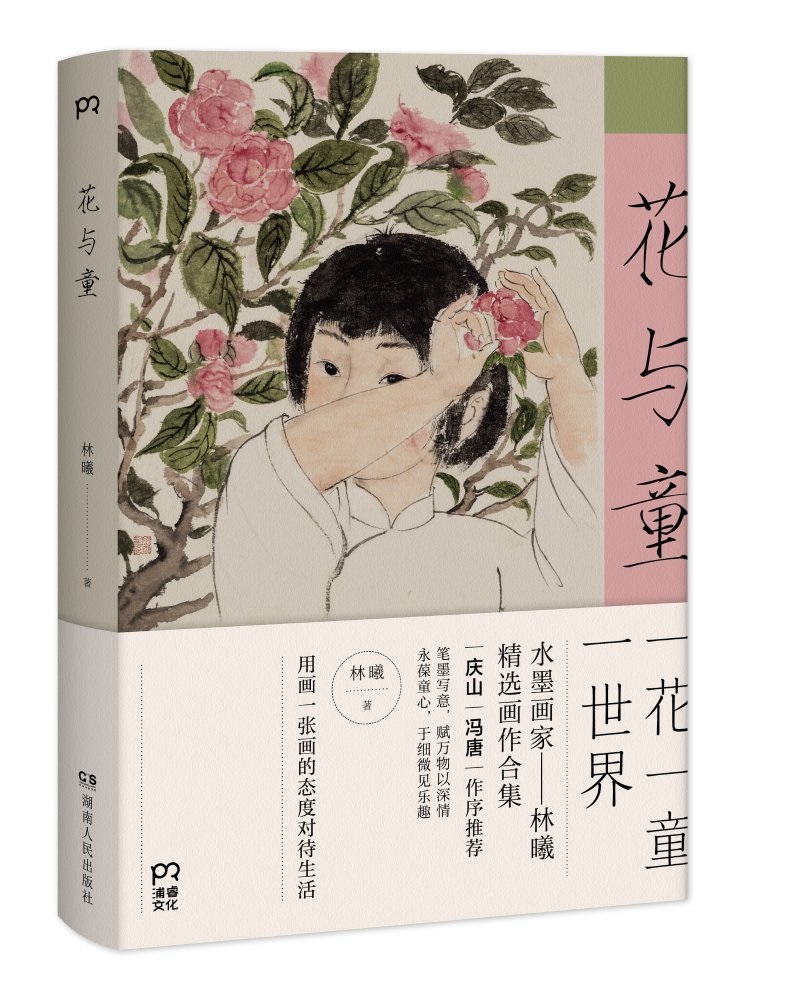 花与童
林曦
著
湖南人民出版社
花与童
一花一童
一世界
水墨画家——林曦
精选画作合集
庆山 | 冯唐 | 作序推荐
笔墨写意，赋万物以深情
永葆童心，于细微见乐趣
林曦
著
用画一张画的态度对待生活
浦睿
文化